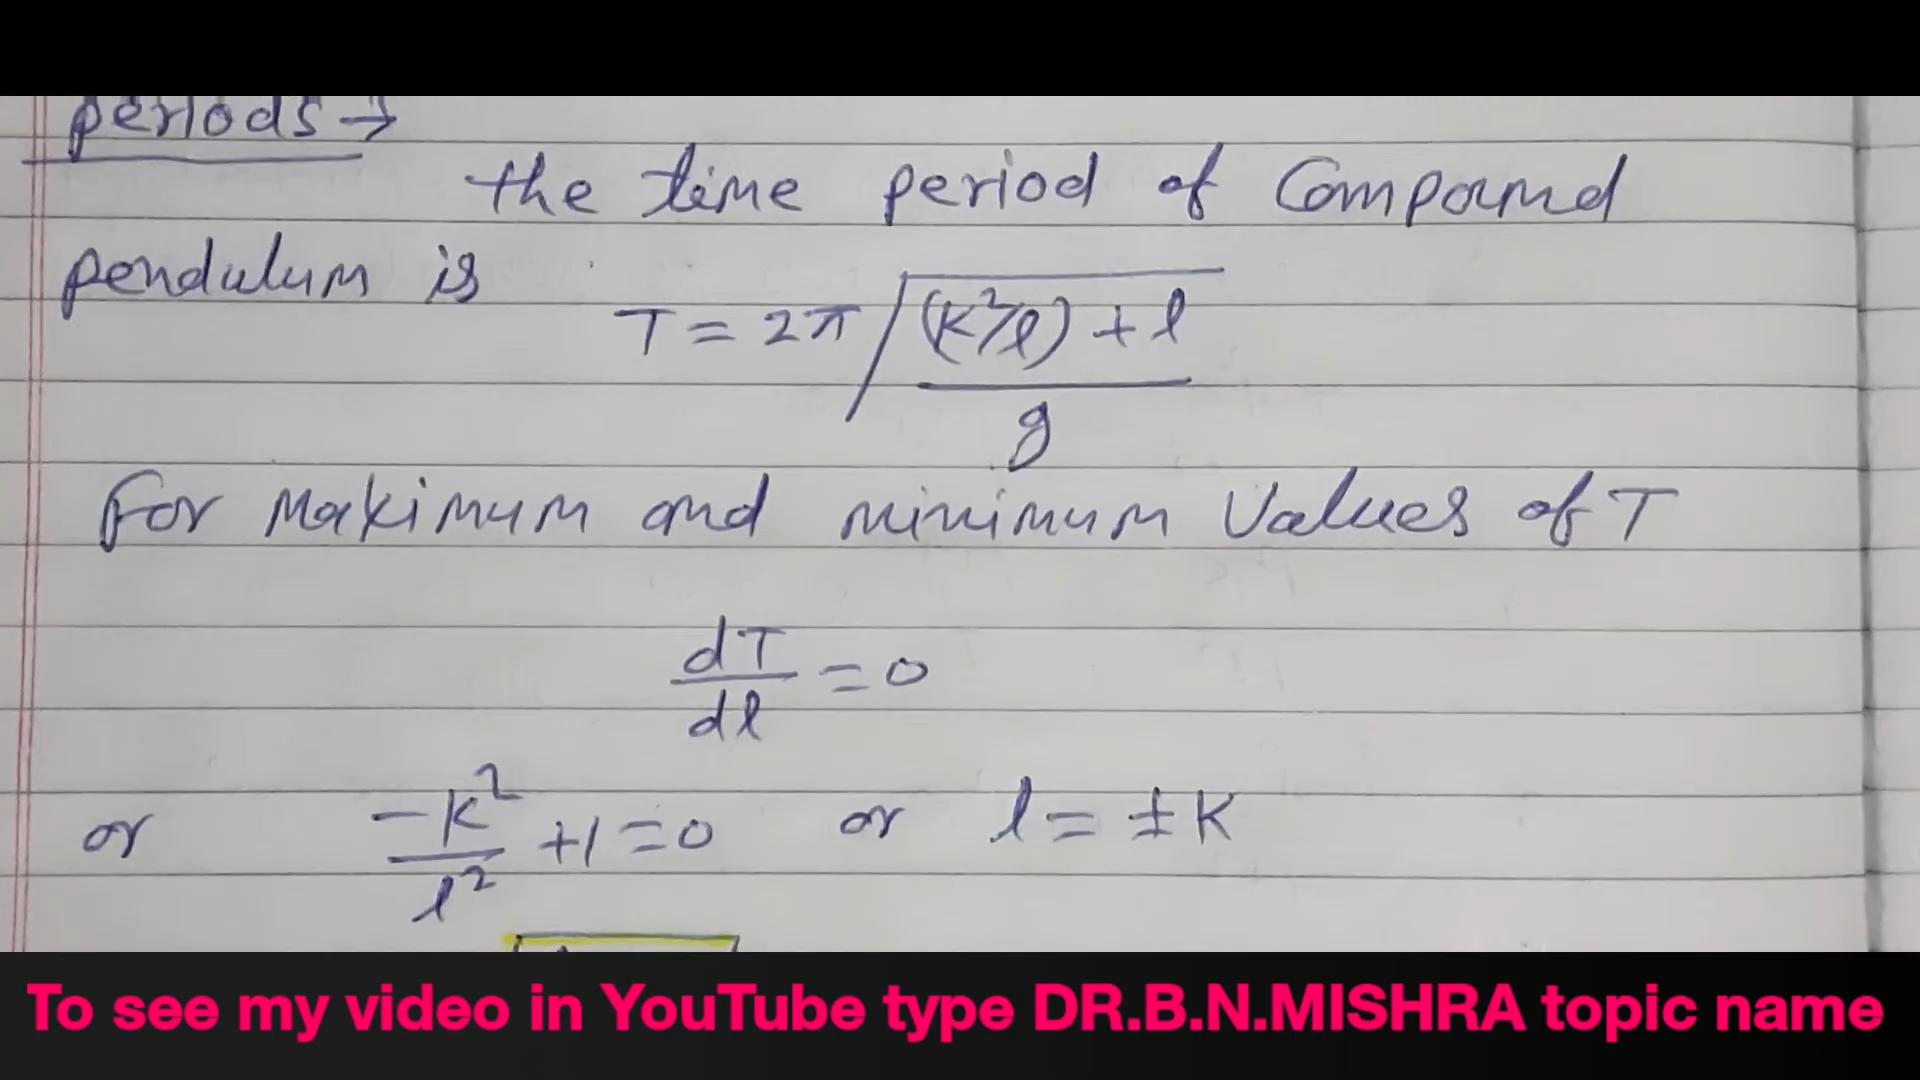 periods →
the time period of Compound
pendulum is
T = 2π √((k²/l) + l / g)
For Maximum and minimum Values of T
dT/dl = 0
or -k²/l² + 1 = 0 or l = ± K
To see my video in YouTube type DR.B.N.MISHRA topic name